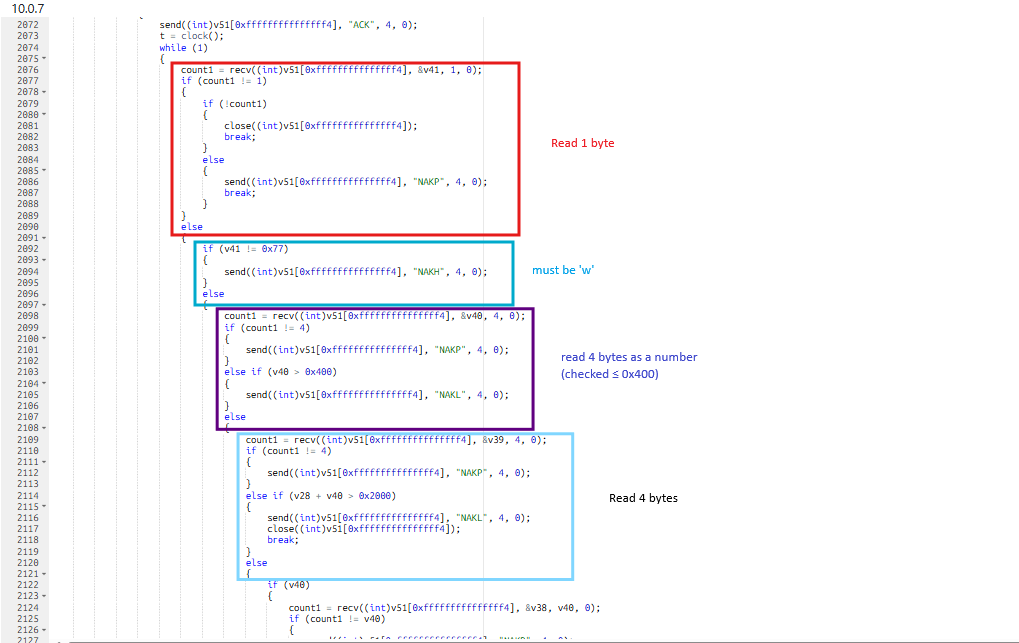 10.0.7
2072 send((int)v51[0xfffffffffffffff4], "ACK", 4, 0);
2073 t = clock();
2074 while (1)
2075 {
2076 count1 = recv((int)v51[0xfffffffffffffff4], &v41, 1, 0);
2077 if (count1 != 1)
2078 {
2079 if (!count1)
2080 {
2081 close((int)v51[0xfffffffffffffff4]);
2082 break;
2083 }
2084 else
2085 {
2086 send((int)v51[0xfffffffffffffff4], "NAKP", 4, 0);
2087 break;
2088 }
2089 }
2090 else
2091 {
Read 1 byte
2092 if (v41 != 0x77)
2093 {
2094 send((int)v51[0xfffffffffffffff4], "NAKH", 4, 0);
2095 }
2096 else
2097 {
must be 'w'
2098 count1 = recv((int)v51[0xfffffffffffffff4], &v40, 4, 0);
2099 if (count1 != 4)
2100 {
2101 send((int)v51[0xfffffffffffffff4], "NAKP", 4, 0);
2102 }
2103 else if (v40 > 0x400)
2104 {
2105 send((int)v51[0xfffffffffffffff4], "NAKL", 4, 0);
2106 }
2107 else
2108 {
read 4 bytes as a number
(checked ≤ 0x400)
2109 count1 = recv((int)v51[0xfffffffffffffff4], &v39, 4, 0);
2110 if (count1 != 4)
2111 {
2112 send((int)v51[0xfffffffffffffff4], "NAKP", 4, 0);
2113 }
2114 else if (v28 + v40 > 0x2000)
2115 {
2116 send((int)v51[0xfffffffffffffff4], "NAKL", 4, 0);
2117 close((int)v51[0xfffffffffffffff4]);
2118 break;
2119 }
2120 else
2121 {
Read 4 bytes
2122 if (v40)
2123 {
2124 count1 = recv((int)v51[0xfffffffffffffff4], &v38, v40, 0);
2125 if (count1 != v40)
2126 {
2127